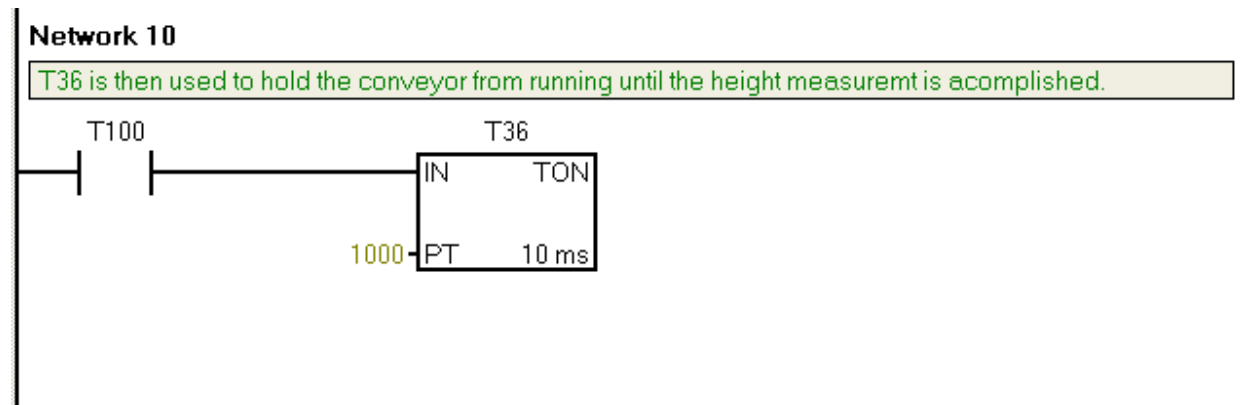 Network 10
T36 is then used to hold the conveyor from running until the height measuremt is acomplished.
T100 T36
IN TON
1000 PT 10 ms